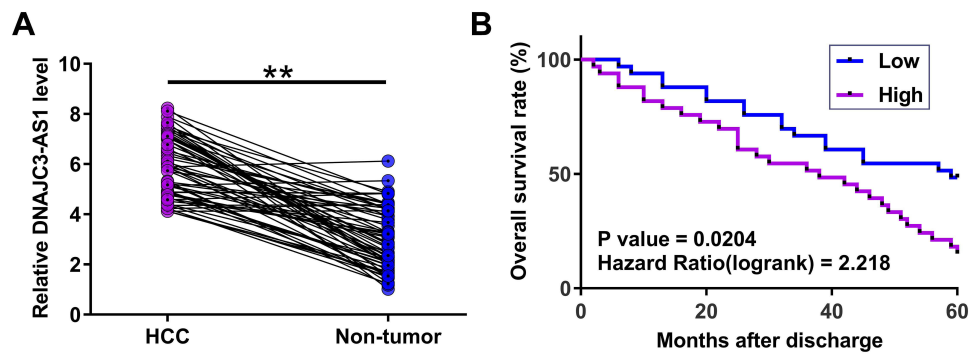 A
Relative DNAJC3-AS1 level
10
8
6
4
2
0
**
HCC
Non-tumor
B
Overall survival rate (%)
100
50
0
Low
High
P value = 0.0204
Hazard Ratio(logrank) = 2.218
0
20
40
60
Months after discharge